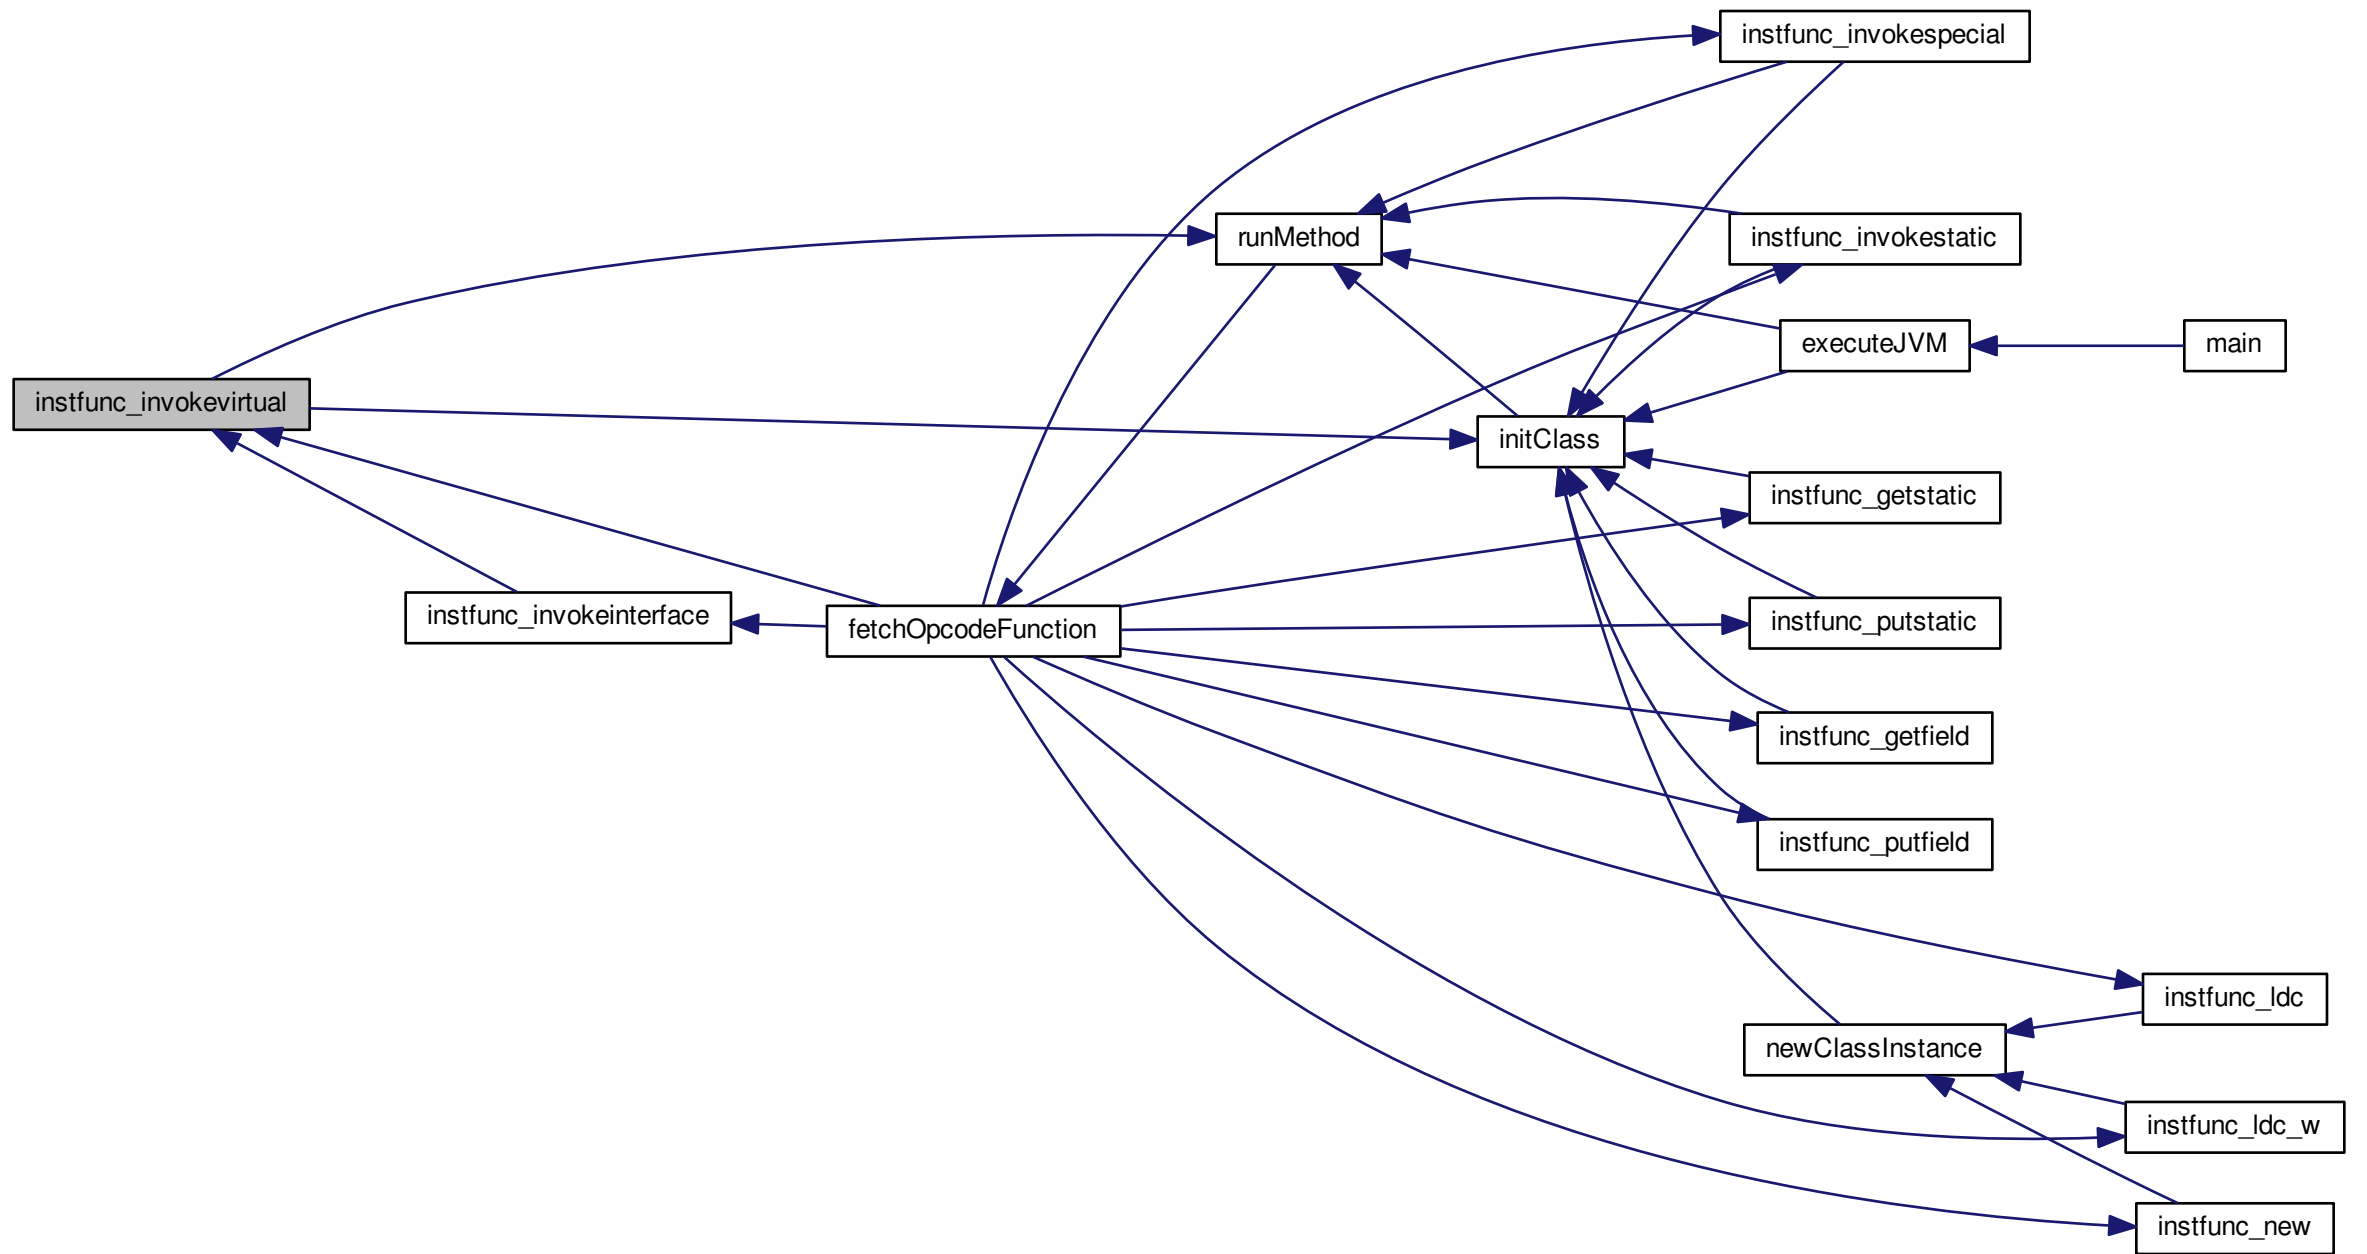 instfunc_invokespecial
runMethod
instfunc_invokestatic
executeJVM
main
instfunc_invokevirtual
initClass
instfunc_getstatic
instfunc_invokeinterface
fetchOpcodeFunction
instfunc_putstatic
instfunc_getfield
instfunc_putfield
instfunc_ldc
newClassInstance
instfunc_ldc_w
instfunc_new